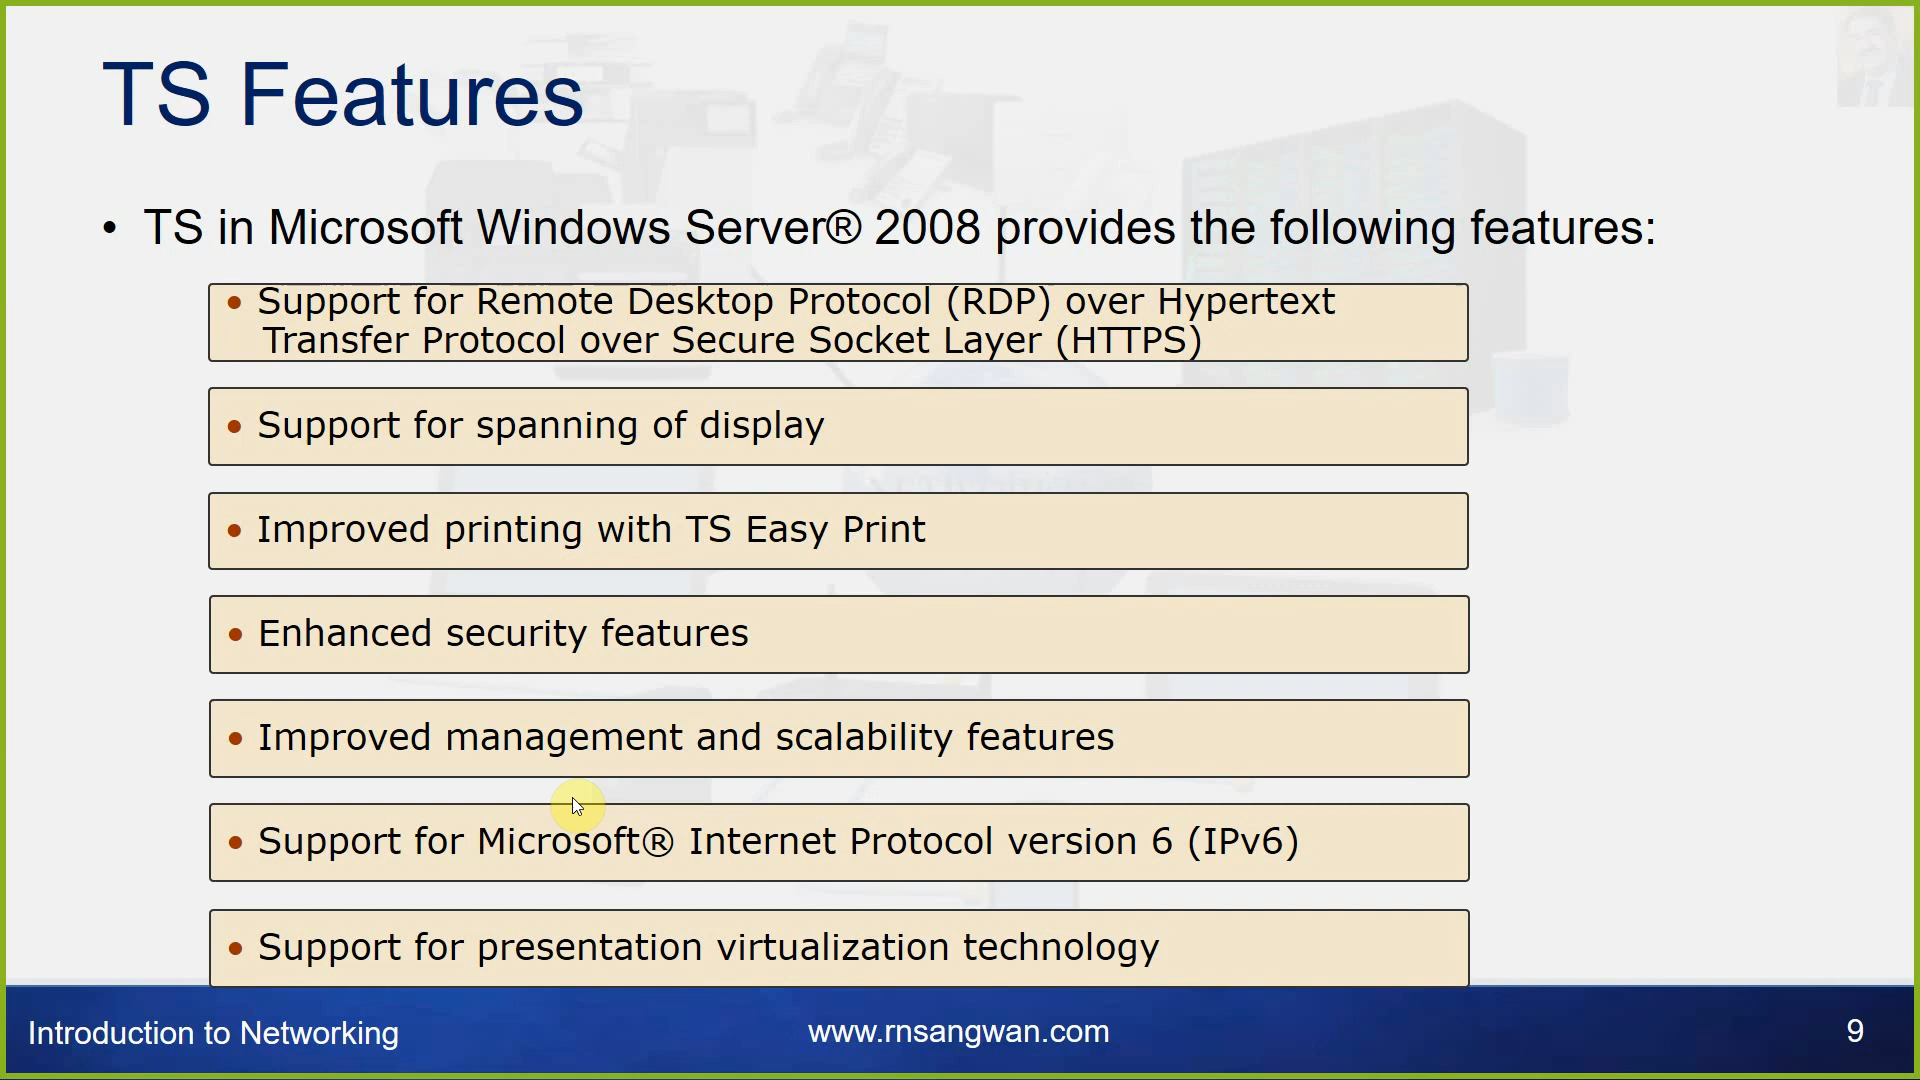 TS Features
• TS in Microsoft Windows Server® 2008 provides the following features:
• Support for Remote Desktop Protocol (RDP) over Hypertext
Transfer Protocol over Secure Socket Layer (HTTPS)
• Support for spanning of display
• Improved printing with TS Easy Print
• Enhanced security features
• Improved management and scalability features
• Support for Microsoft® Internet Protocol version 6 (IPv6)
• Support for presentation virtualization technology
Introduction to Networking
www.rnsangwan.com
9